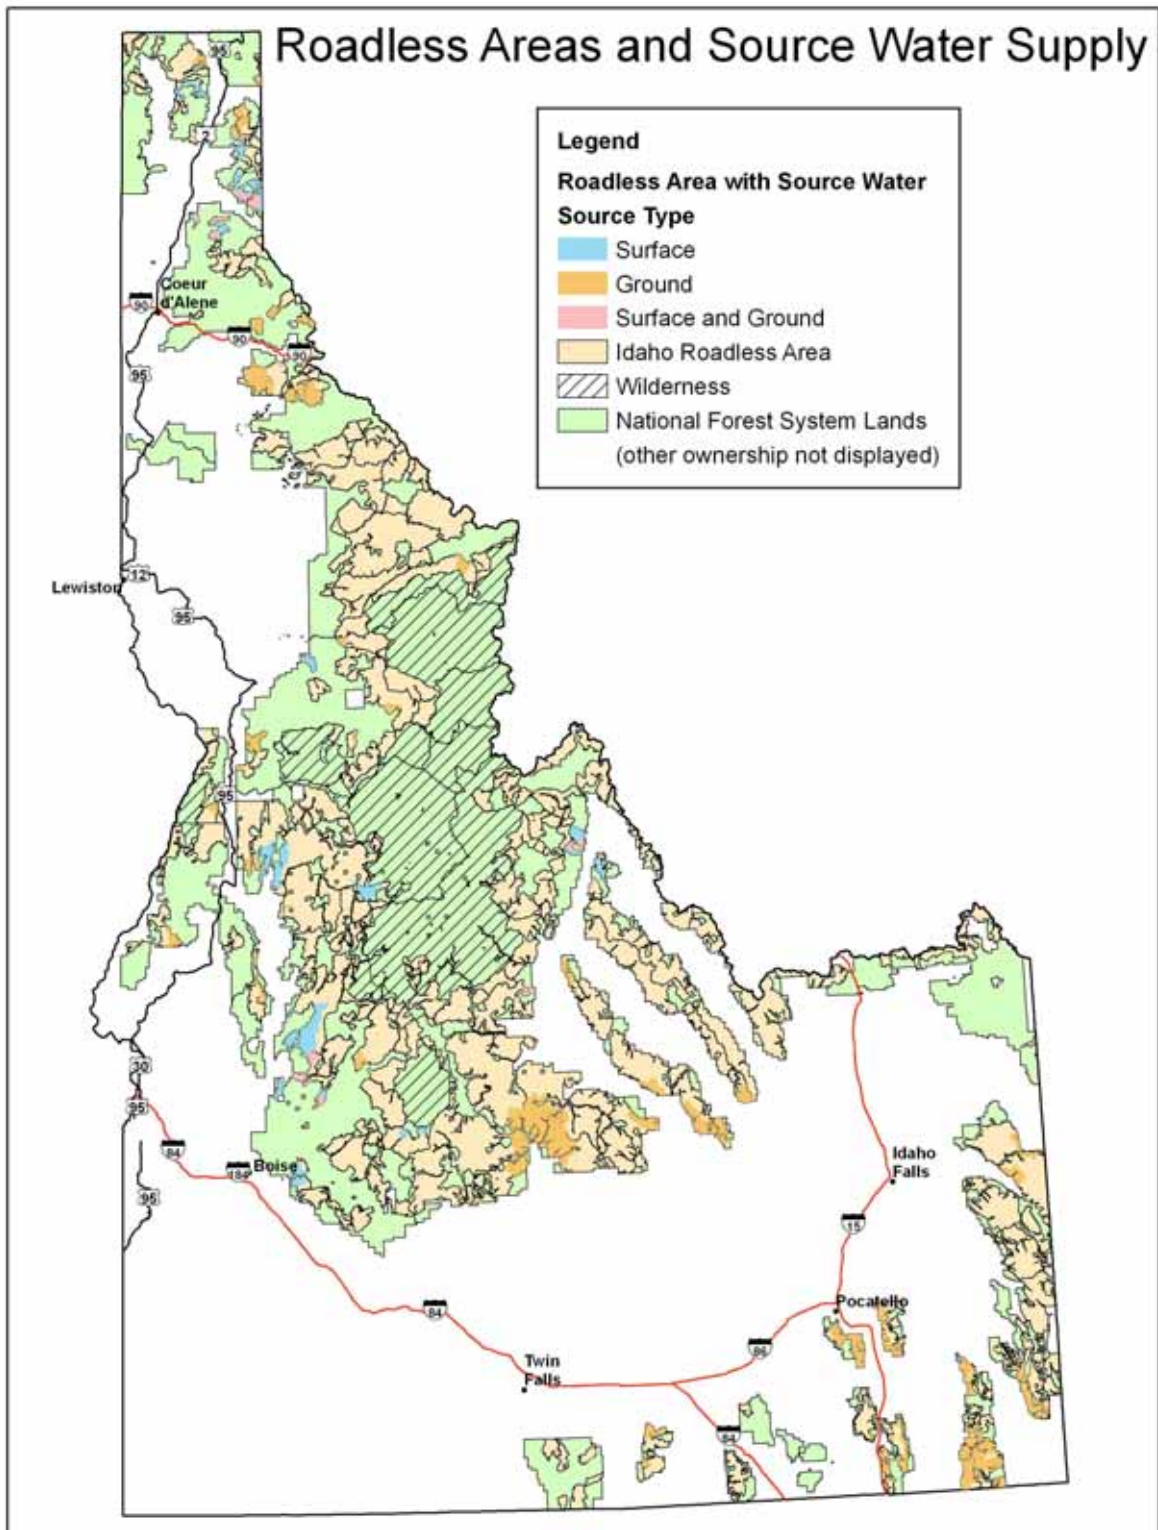 Roadless Areas and Source Water Supply
Legend
Roadless Area with Source Water
Source Type
Surface
Ground
Surface and Ground
Idaho Roadless Area
Wilderness
National Forest System Lands
(other ownership not displayed)
95
2
Coeur
d'Alene
90
90
90
95
12
Lewiston
95
95
30
95
84
184
Boise
95
Idaho
Falls
15
84
Pocatello
86
Twin
Falls
84